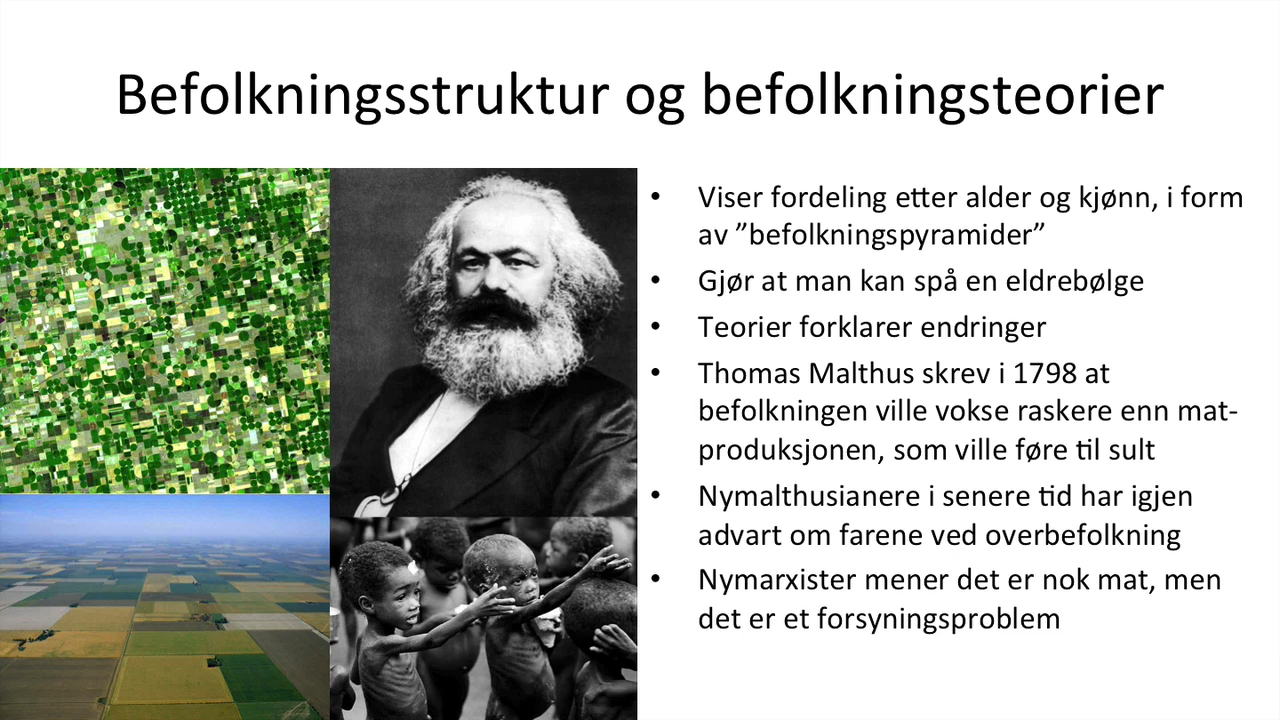 Befolkningsstruktur og befolkningsteorier
• Viser fordeling etter alder og kjønn, i form
av ”befolkningspyramider”
• Gjør at man kan spå en eldrebølge
• Teorier forklarer endringer
• Thomas Malthus skrev i 1798 at
befolkningen ville vokse raskere enn mat-
produksjonen, som ville føre til sult
• Nymalthusianere i senere tid har igjen
advart om farene ved overbefolkning
• Nymarxister mener det er nok mat, men
det er et forsyningsproblem